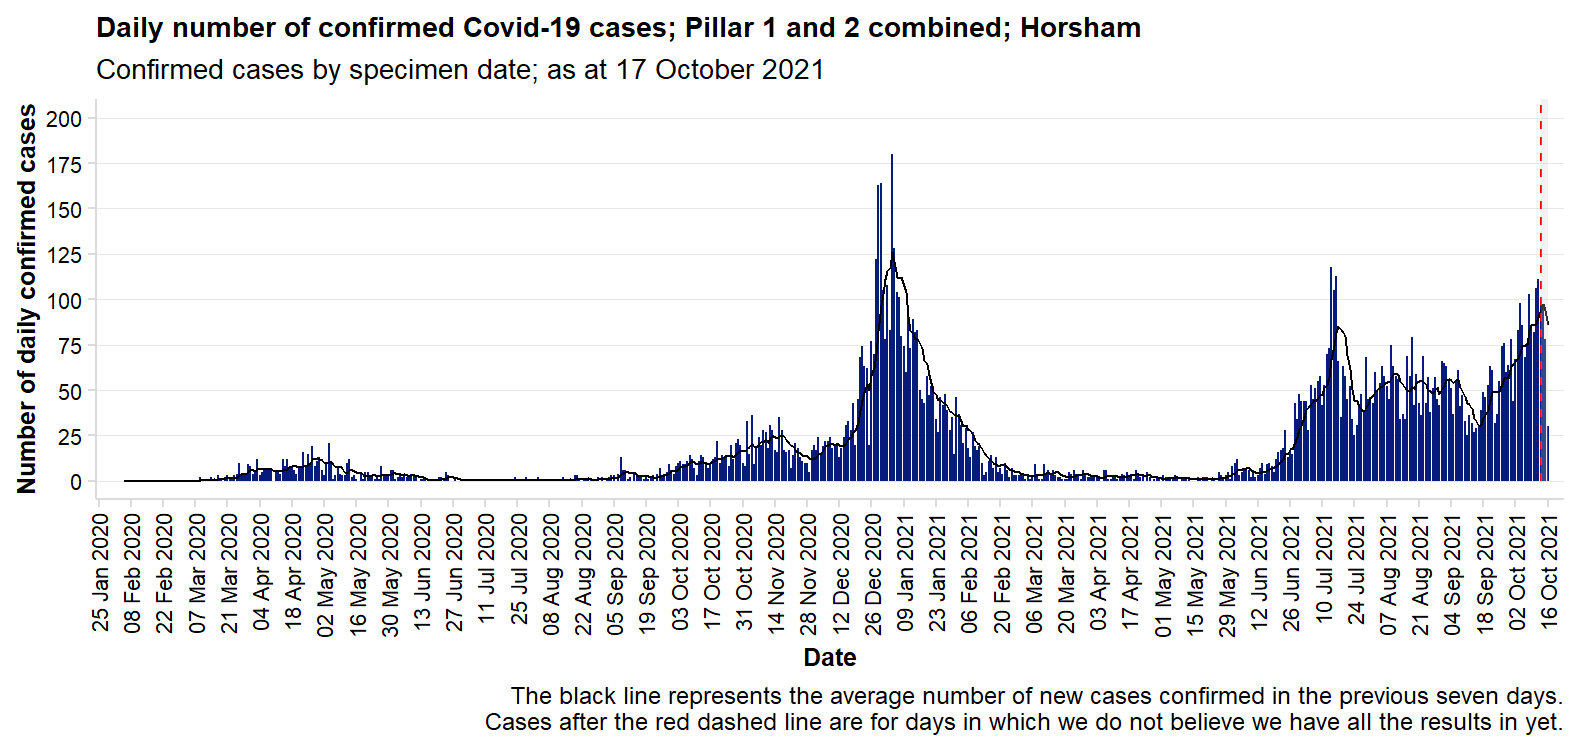 Daily number of confirmed Covid-19 cases; Pillar 1 and 2 combined; Horsham
Confirmed cases by specimen date; as at 17 October 2021
Number of daily confirmed cases
200
175
150
125
100
75
50
25
0
25 Jan 2020
08 Feb 2020
22 Feb 2020
07 Mar 2020
21 Mar 2020
04 Apr 2020
18 Apr 2020
02 May 2020
16 May 2020
30 May 2020
13 Jun 2020
27 Jun 2020
11 Jul 2020
25 Jul 2020
08 Aug 2020
22 Aug 2020
05 Sep 2020
19 Sep 2020
03 Oct 2020
17 Oct 2020
31 Oct 2020
14 Nov 2020
28 Nov 2020
12 Dec 2020
26 Dec 2020
09 Jan 2021
23 Jan 2021
06 Feb 2021
20 Feb 2021
06 Mar 2021
20 Mar 2021
03 Apr 2021
17 Apr 2021
01 May 2021
15 May 2021
29 May 2021
12 Jun 2021
26 Jun 2021
10 Jul 2021
24 Jul 2021
07 Aug 2021
21 Aug 2021
04 Sep 2021
18 Sep 2021
02 Oct 2021
16 Oct 2021
Date
The black line represents the average number of new cases confirmed in the previous seven days.
Cases after the red dashed line are for days in which we do not believe we have all the results in yet.